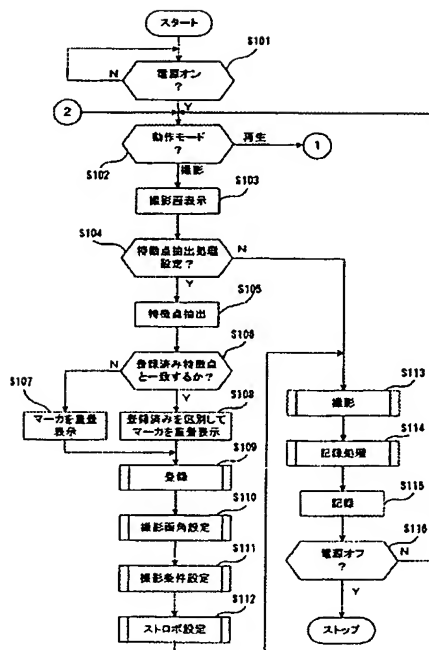 スタート
S101
電源オン
?
N
Y
2
動作モード
?
再生
1
S102
撮影
S103
撮影画表示
S104
特徴点抽出処理
設定?
N
Y
S105
特徴点抽出
S106
登録済み特徴点
と一致するか?
N
Y
S107
マーカを重畳
表示
S108
登録済みを区別して
マーカを重畳表示
S109
登録
S110
撮影画角設定
S111
撮影条件設定
S112
ストロボ設定
S113
撮影
S114
記録処理
S115
記録
S116
電源オフ
?
N
Y
ストップ